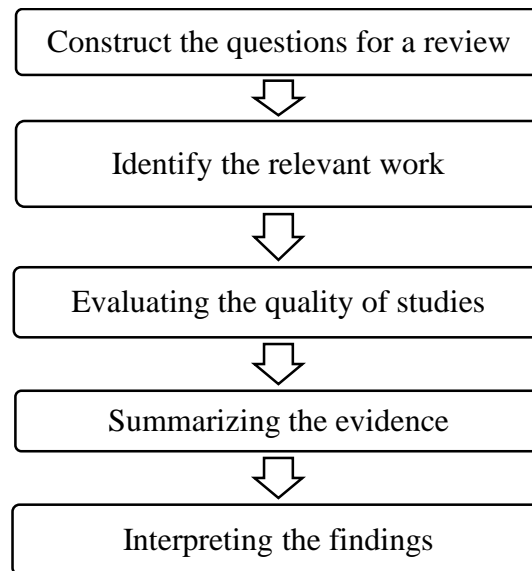 Construct the questions for a review
Identify the relevant work
Evaluating the quality of studies
Summarizing the evidence
Interpreting the findings